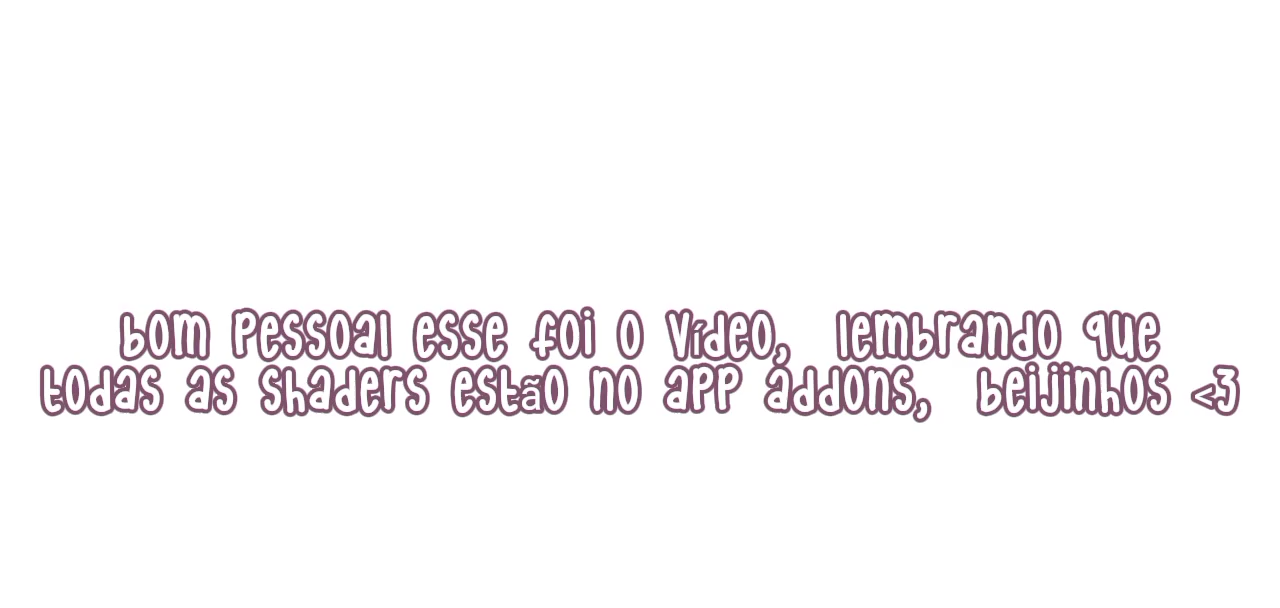 bom pessoal esse foi o vídeo, lembrando que
todas as shaders estão no app addons, beijinhos <3